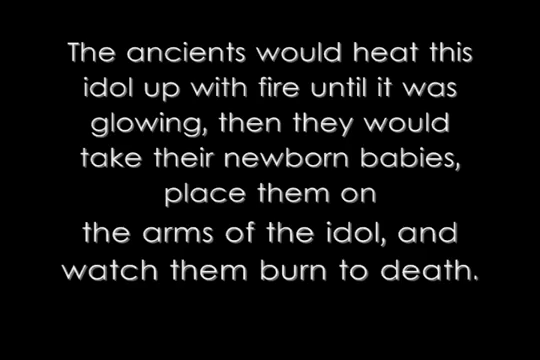 The ancients would heat this
idol up with fire until it was
glowing, then they would
take their newborn babies,
place them on
the arms of the idol, and
watch them burn to death.